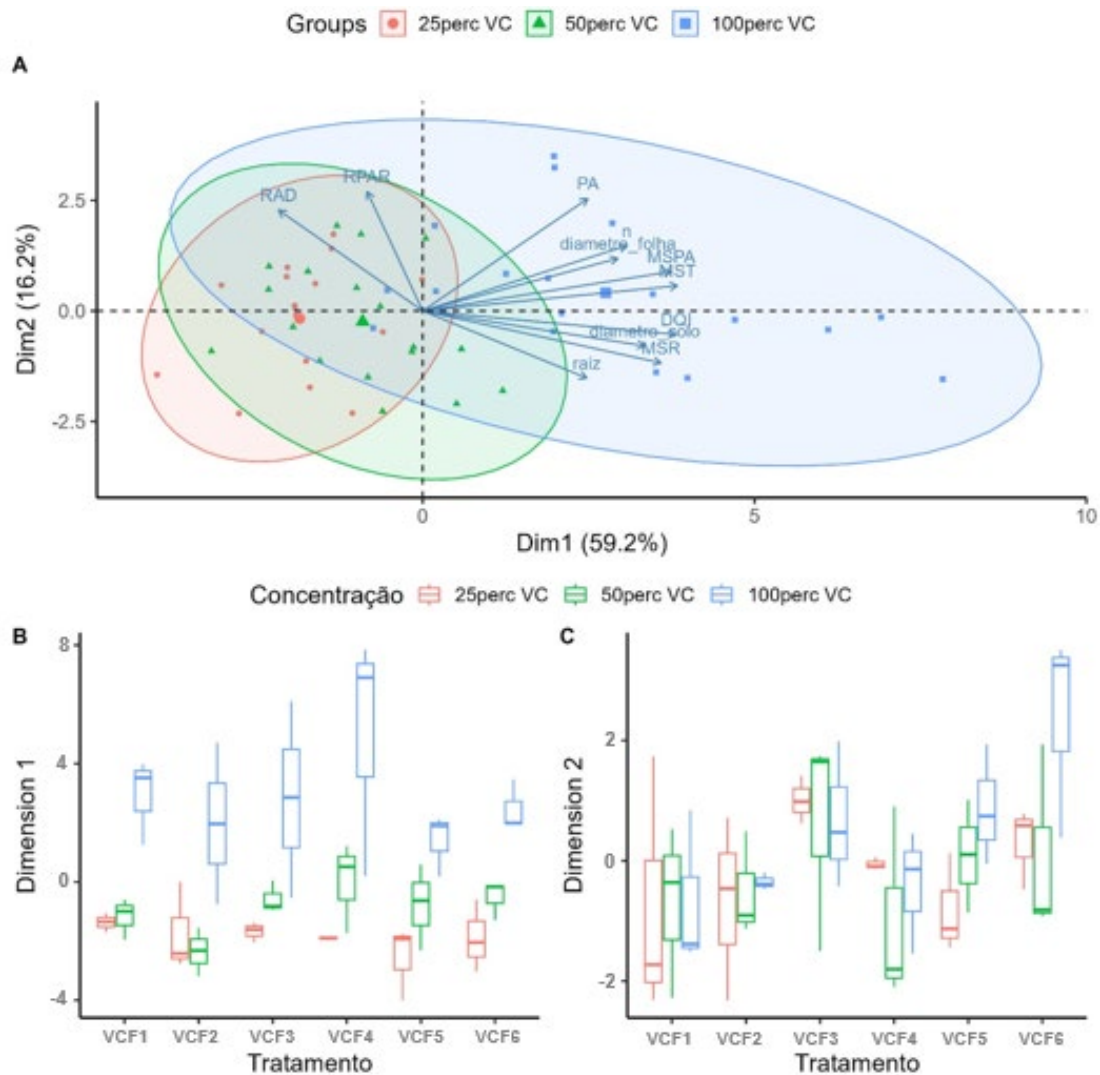 Groups 25perc VC 50perc VC 100perc VC
A
Dim2 (16.2%)
2.5
0.0
-2.5
RAD
RPAR
PA
n
diametro_folha
MSPA
MST
DQI
diametro_colo
MSR
raiz
0 5 10
Dim1 (59.2%)
Concentração 25perc VC 50perc VC 100perc VC
B
Dimension 1
8
4
0
-4
VCF1 VCF2 VCF3 VCF4 VCF5 VCF6
Tratamento
C
Dimension 2
2
0
-2
VCF1 VCF2 VCF3 VCF4 VCF5 VCF6
Tratamento